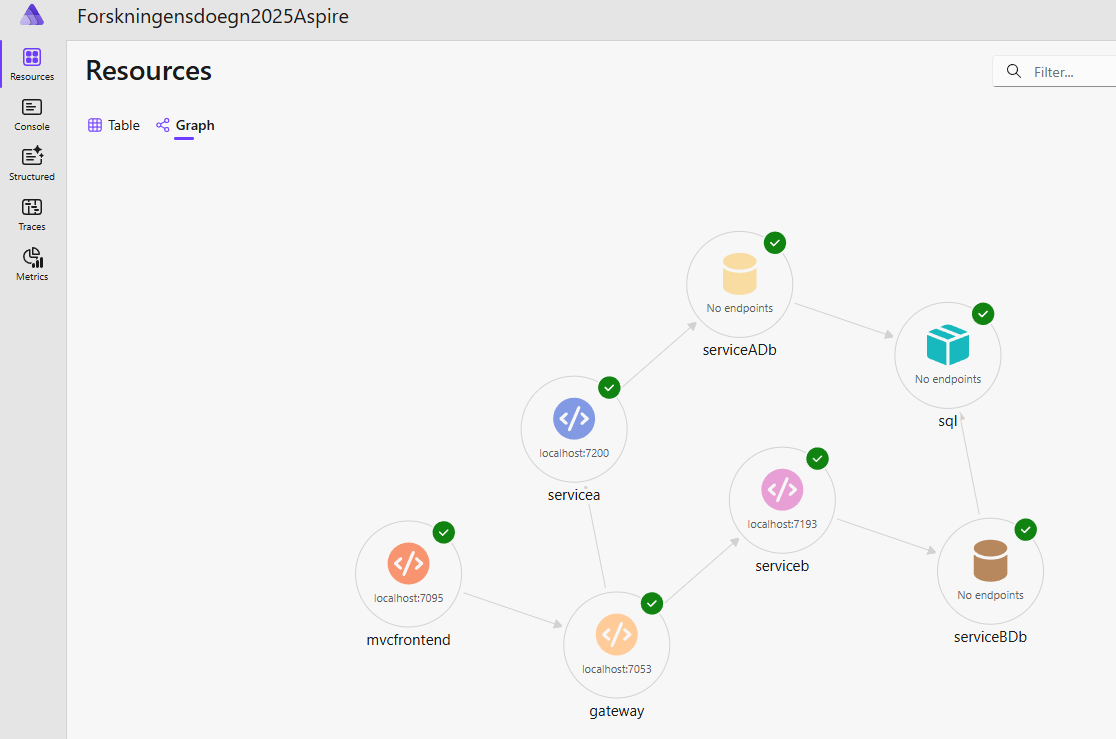 Forskningensdoegn2025Aspire
Resources
Console
Structured
Traces
Metrics
Resources
Filter...
Table
Graph
No endpoints
serviceADb
No endpoints
sql
localhost:7200
servicea
localhost:7193
serviceb
No endpoints
serviceBDb
localhost:7095
mvcfrontend
localhost:7053
gateway